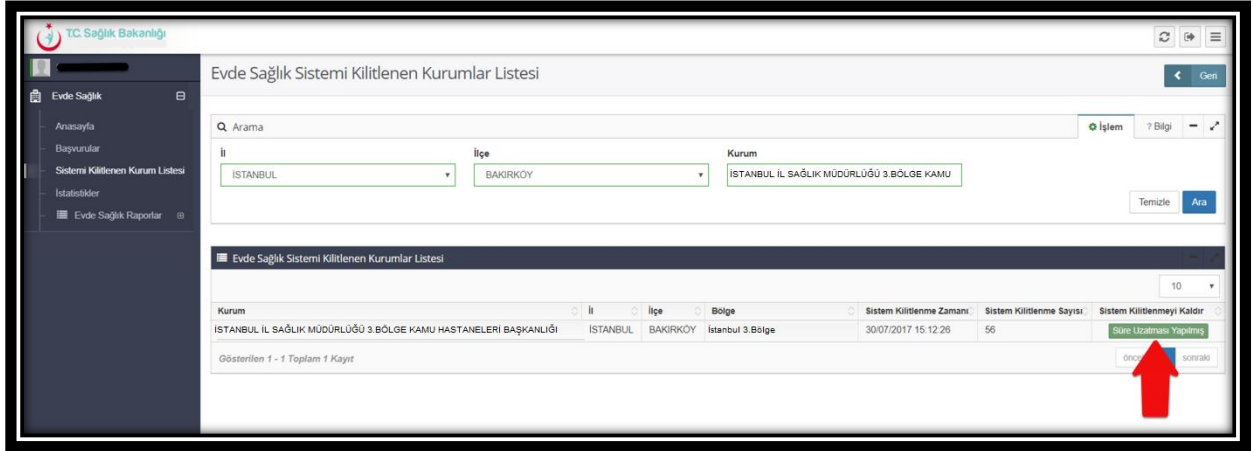 T.C. Sağlık Bakanlığı
Evde Sağlık Sistemi Kilitlenen Kurumlar Listesi
Geri
Evde Sağlık
Anasayfa
Başvurular
Sistemi Kilitlenen Kurum Listesi
İstatistikler
Evde Sağlık Raporlar
Arama
İşlem
? Bilgi
İl
İlçe
Kurum
İSTANBUL
BAKIRKÖY
İSTANBUL İL SAĞLIK MÜDÜRLÜĞÜ 3.BÖLGE KAMU
Temizle
Ara
Evde Sağlık Sistemi Kilitlenen Kurumlar Listesi
10
Kurum İl İlçe Bölge Sistem Kilitlenme Zamanı Sistem Kilitlenme Sayısı Sistem Kilitlenmeyi Kaldır
İSTANBUL İL SAĞLIK MÜDÜRLÜĞÜ 3.BÖLGE KAMU HASTANELERİ BAŞKANLIĞI İSTANBUL BAKIRKÖY İstanbul 3.Bölge 30/07/2017 15:12:26 56 Süre Uzatması Yapılmış
Gösterilen 1 - 1 Toplam 1 Kayıt
sonraki